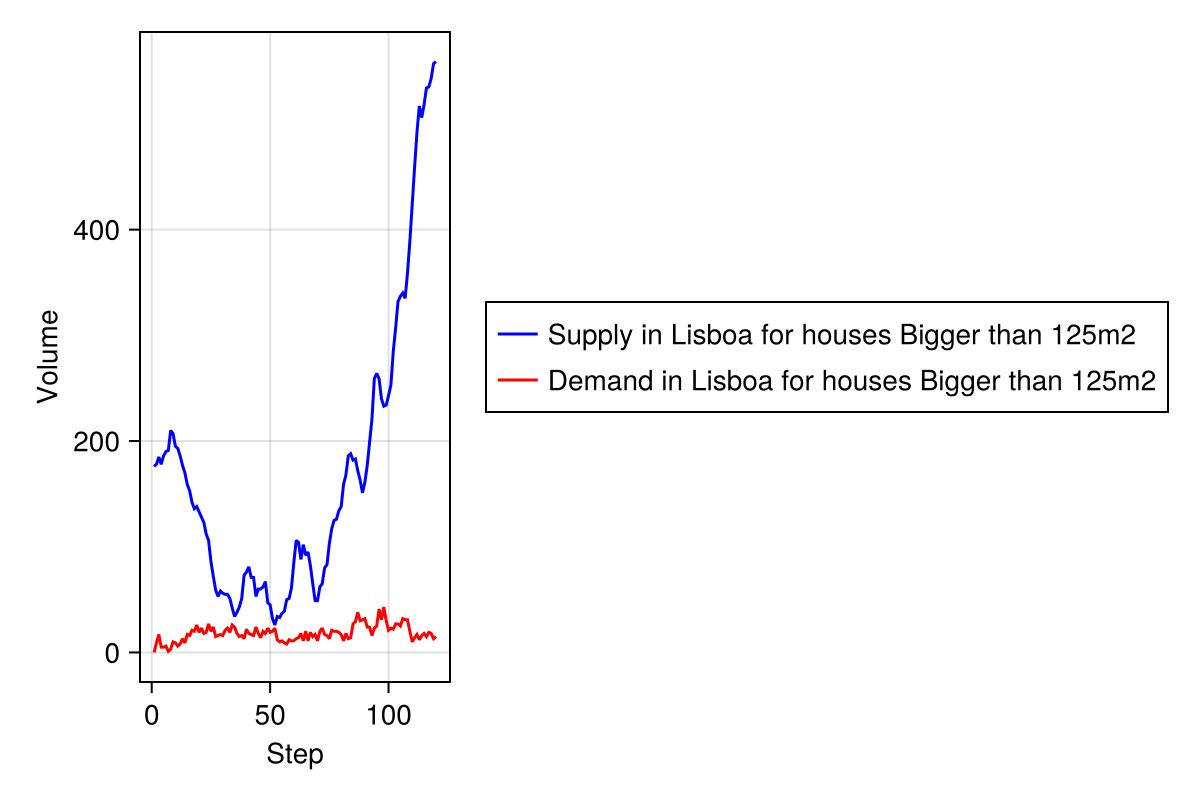 Volume
400
200
0
0 50 100
Step
Supply in Lisboa for houses Bigger than 125m2
Demand in Lisboa for houses Bigger than 125m2